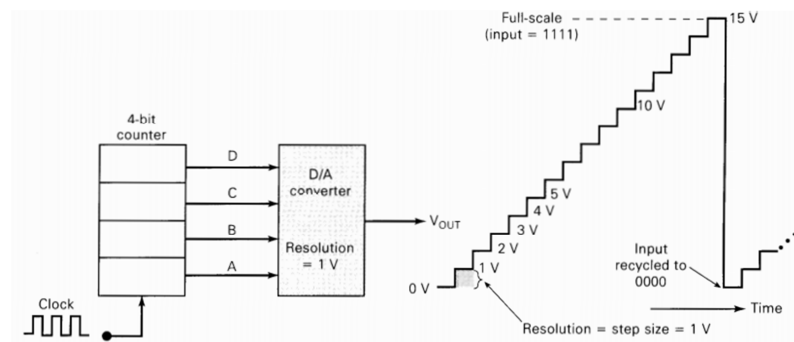 Full-scale
(input = 1111)
15 V
10 V
5 V
4 V
3 V
2 V
1 V
0 V
4-bit
counter
D
C
B
A
D/A
converter
Resolution
= 1 V
VOUT
Clock
Input
recycled to
0000
Time
Resolution = step size = 1 V